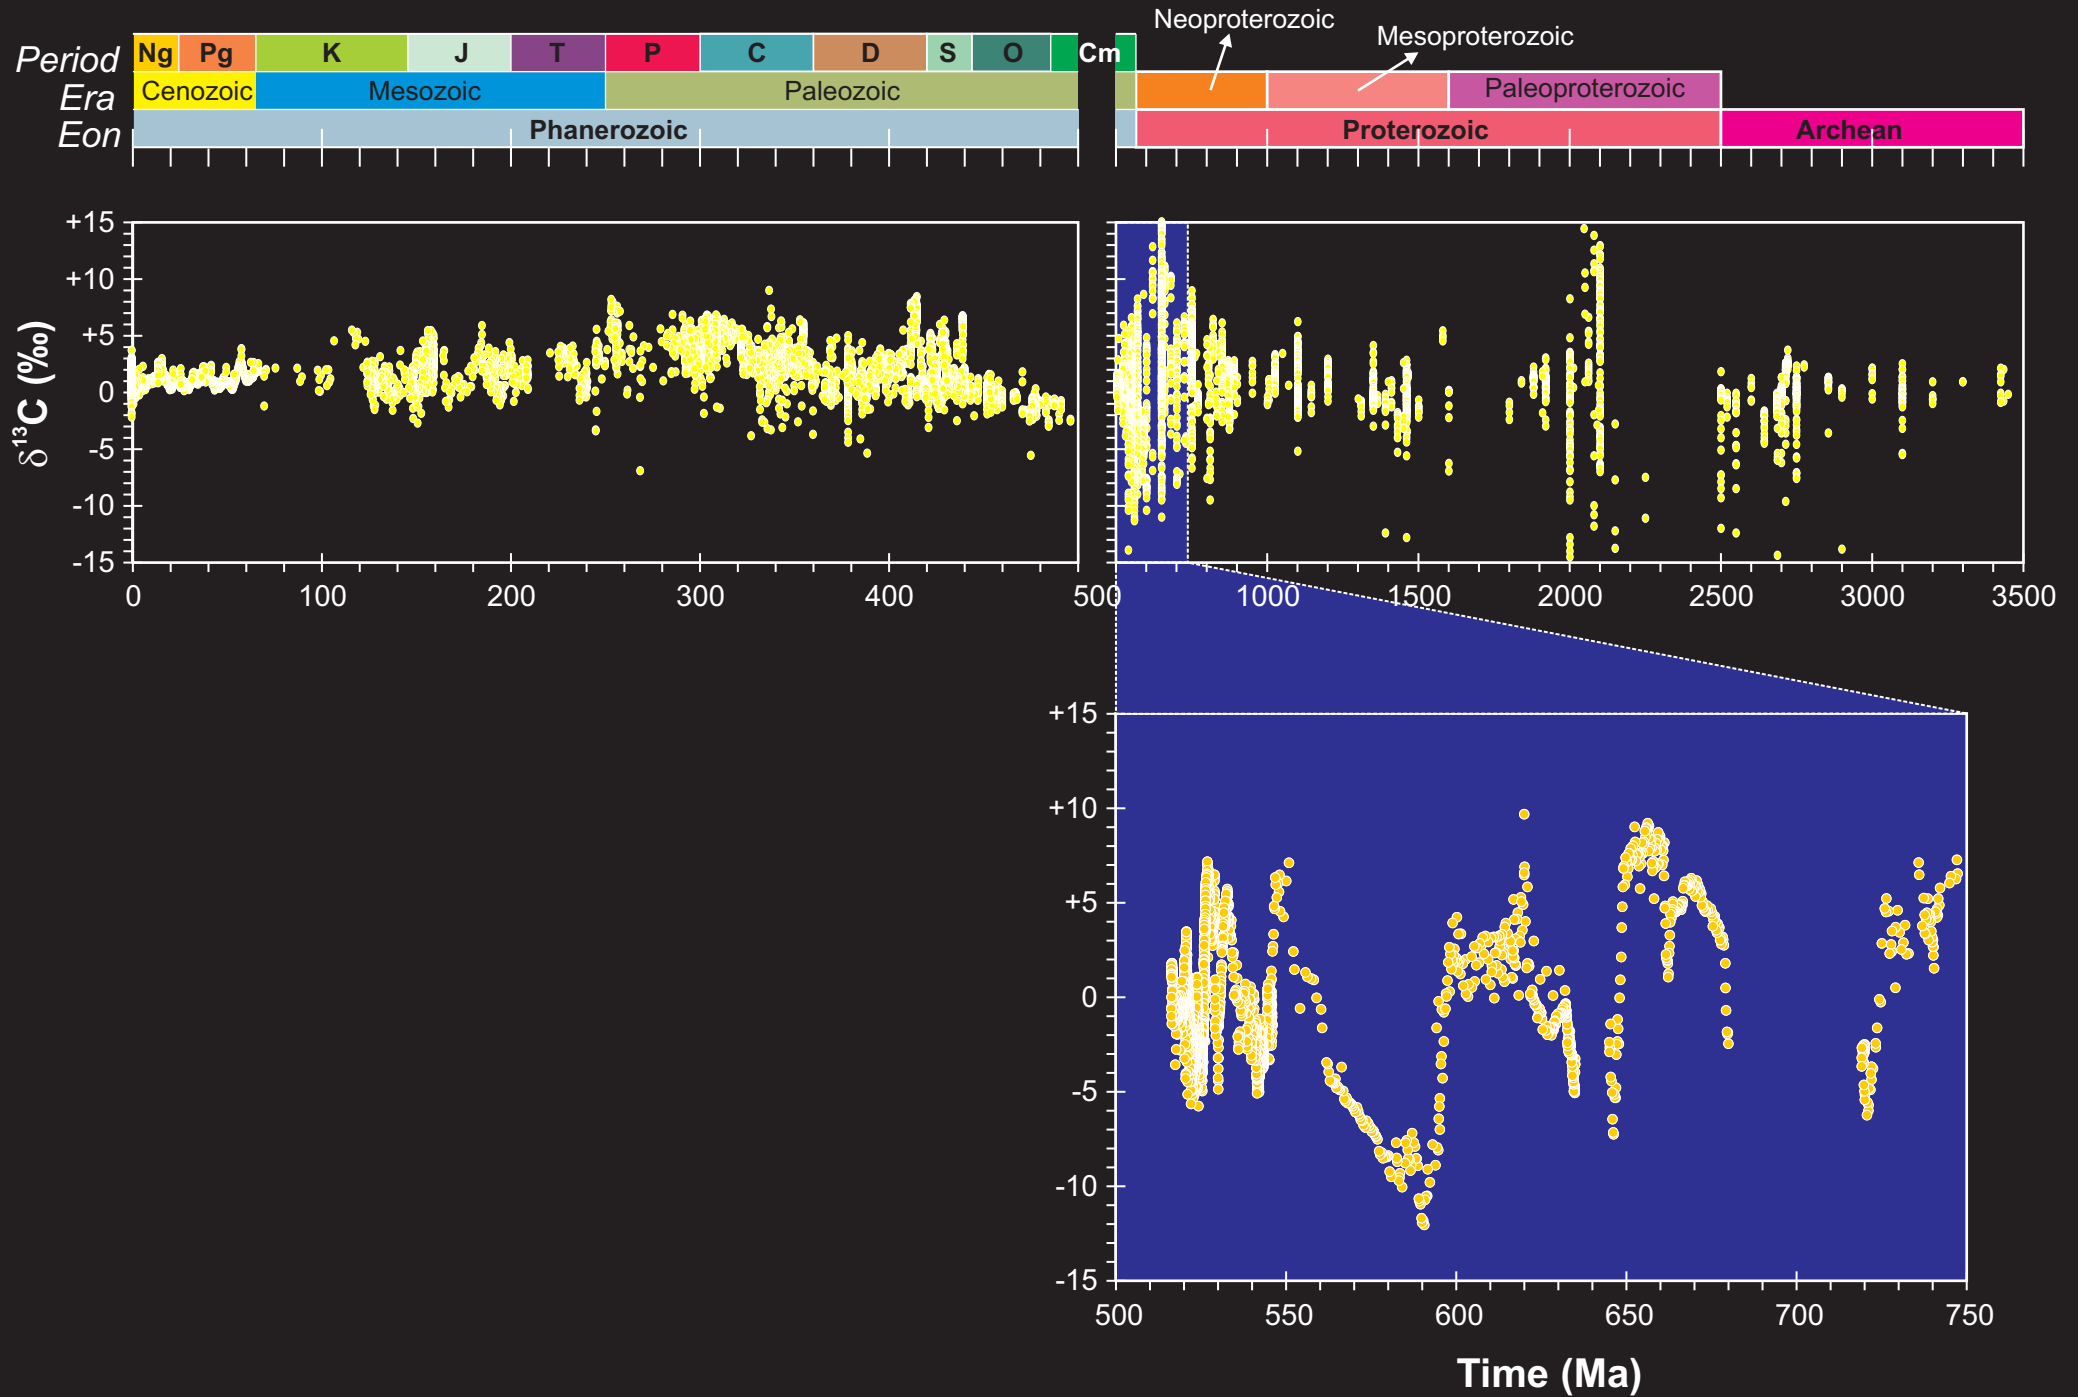 Neoproterozoic
Mesoproterozoic
Period Ng Pg K J T P C D S O Cm
Era Cenozoic Mesozoic Paleozoic Paleoproterozoic
Eon Phanerozoic Proterozoic Archean
+15
+10
+5
0
-5
-10
-15
δ¹³C (‰)
0 100 200 300 400 500 1000 1500 2000 2500 3000 3500
+15
+10
+5
0
-5
-10
-15
500 550 600 650 700 750
Time (Ma)